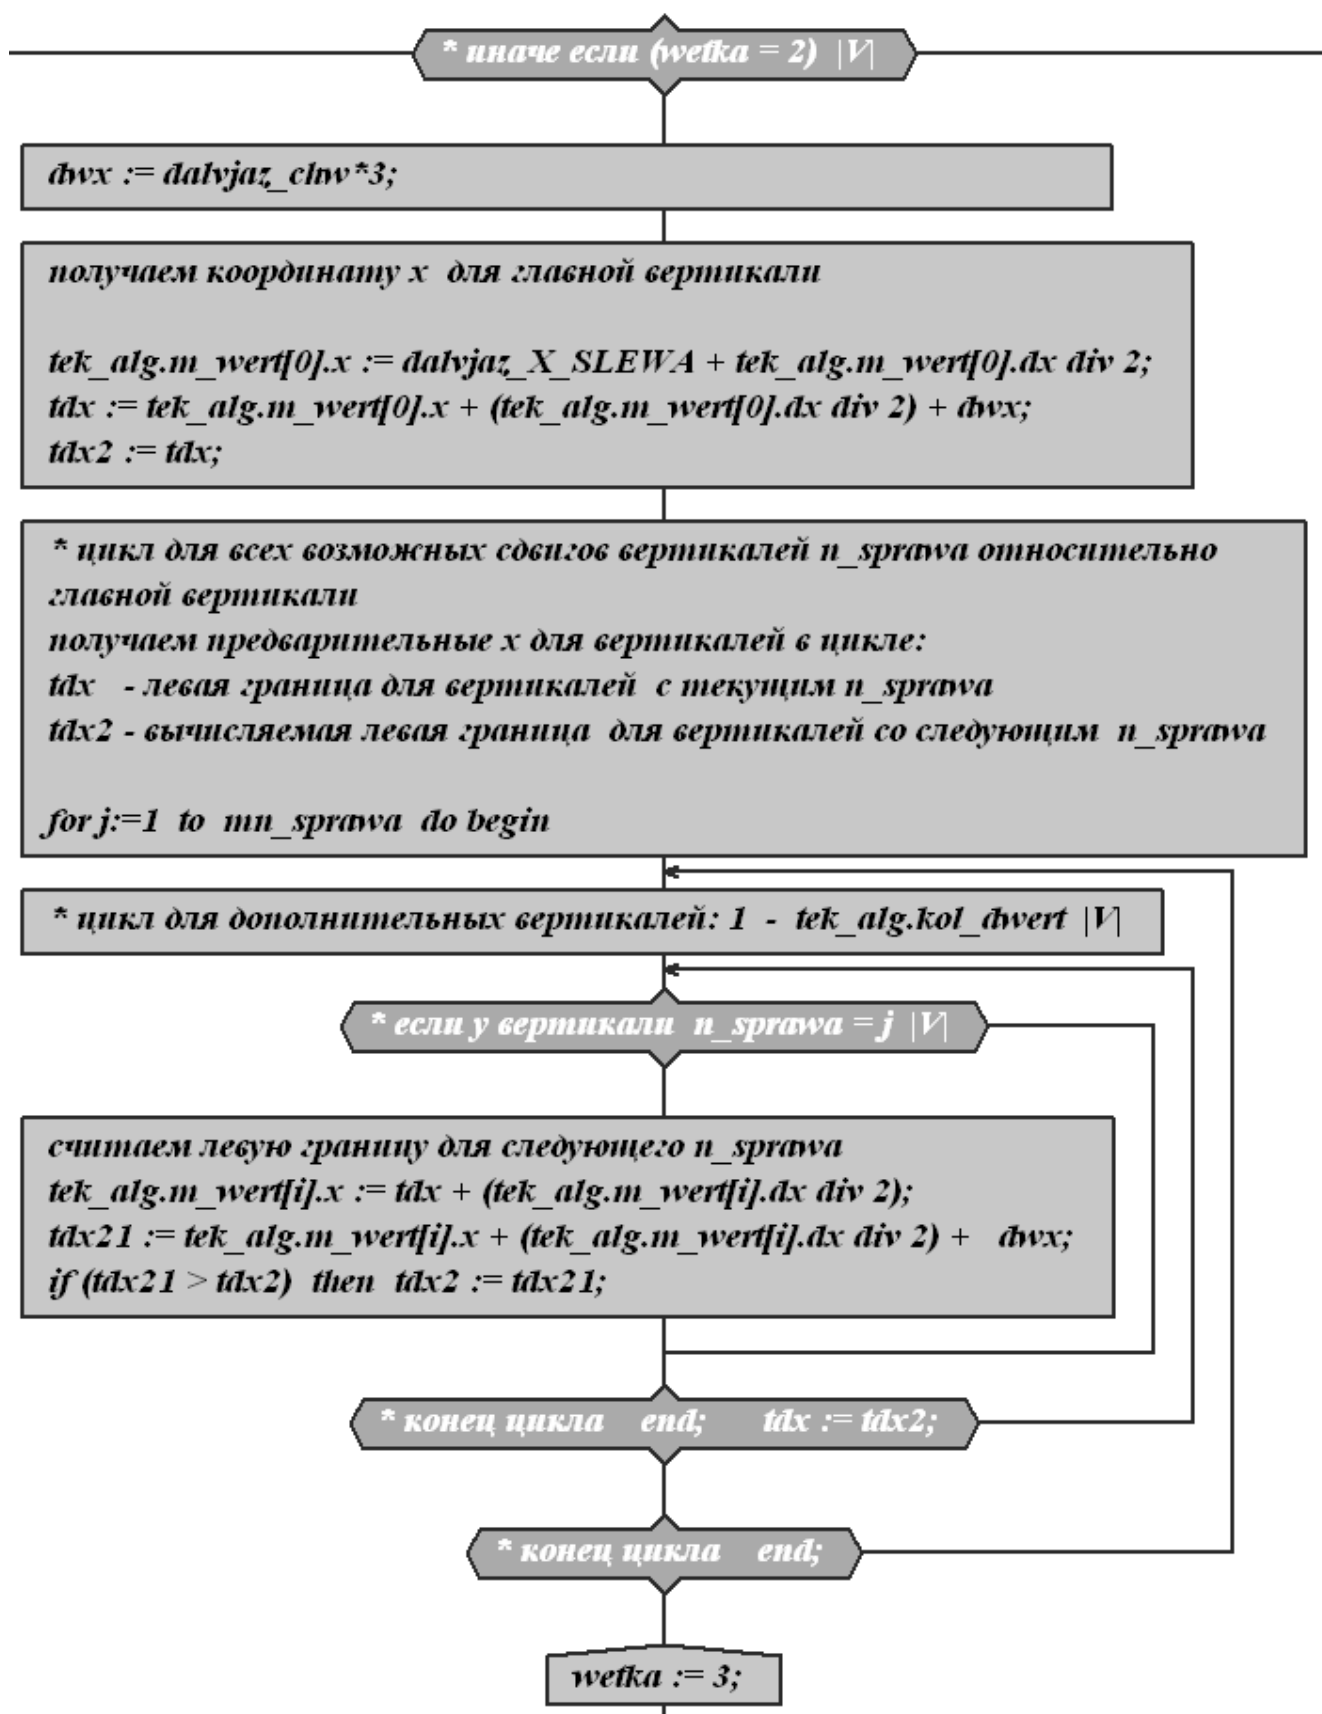 * иначе если (wetka = 2) |V|
dwx := dalvjaz_clnw*3;
получаем координату x для главной вертикали
tek_alg.m_wert[0].x := dalvjaz_X_SLEWA + tek_alg.m_wert[0].dx div 2;
tdx := tek_alg.m_wert[0].x + (tek_alg.m_wert[0].dx div 2) + dwx;
tdx2 := tdx;
* цикл для всех возможных сдвигов вертикалей n_sprawa относительно
главной вертикали
получаем предварительные x для вертикалей в цикле:
tdx - левая граница для вертикалей с текущим n_sprawa
tdx2 - вычисляемая левая граница для вертикалей со следующим n_sprawa
for j:=1 to mn_sprawa do begin
* цикл для дополнительных вертикалей: 1 - tek_alg.kol_dwert |V|
* если у вертикали n_sprawa = j |V|
считаем левую границу для следующего n_sprawa
tek_alg.m_wert[i].x := tdx + (tek_alg.m_wert[i].dx div 2);
tdx21 := tek_alg.m_wert[i].x + (tek_alg.m_wert[i].dx div 2) + dwx;
if (tdx21 > tdx2) then tdx2 := tdx21;
* конец цикла end; tdx := tdx2;
* конец цикла end;
wetka := 3;